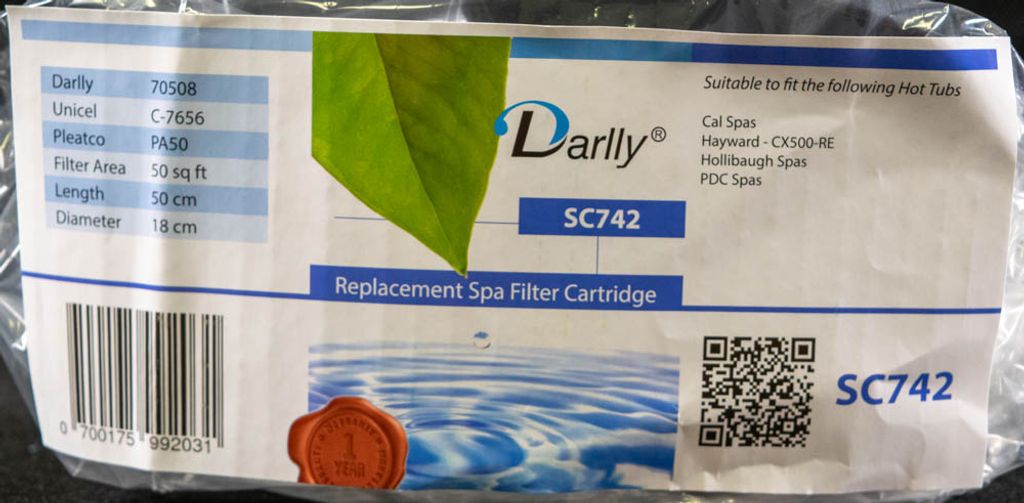 Darlly 70508
Unicel C-7656
Pleatco PA50
Filter Area 50 sq ft
Length 50 cm
Diameter 18 cm
Darlly®
SC742
Replacement Spa Filter Cartridge
Suitable to fit the following Hot Tubs
Cal Spas
Hayward - CX500-RE
Hollibaugh Spas
PDC Spas
0 700175 992031
1
YEAR
SC742